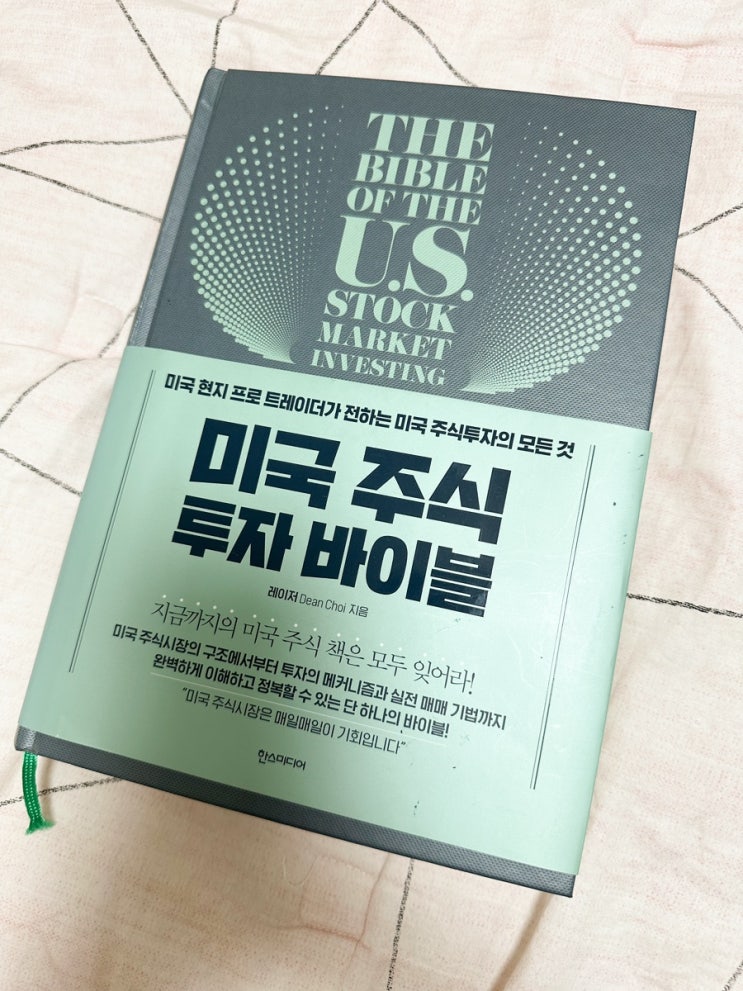 THE
BIBLE
OF THE
U.S.
STOCK
MARKET
INVESTING
미국 현지 프로 트레이더가 전하는 미국 주식투자의 모든 것
미국 주식
투자 바이블
레이저 Dean Choi 지음
지금까지의 미국 주식 책은 모두 잊어라!
미국 주식시장의 구조에서부터 투자의 메커니즘과 실전 매매 기법까지
완벽하게 이해하고 정복할 수 있는 단 하나의 바이블!
"미국 주식시장은 매일매일이 기회입니다"
한스미디어